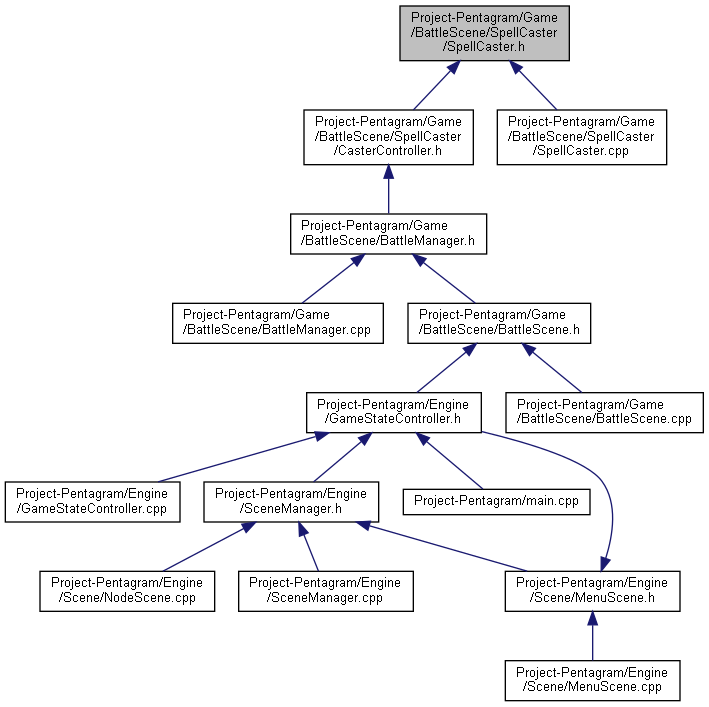 Project-Pentagram/Game
/BattleScene/SpellCaster
/SpellCaster.h
Project-Pentagram/Game
/BattleScene/SpellCaster
/CasterController.h
Project-Pentagram/Game
/BattleScene/SpellCaster
/SpellCaster.cpp
Project-Pentagram/Game
/BattleScene/BattleManager.h
Project-Pentagram/Game
/BattleScene/BattleManager.cpp
Project-Pentagram/Game
/BattleScene/BattleScene.h
Project-Pentagram/Engine
/GameStateController.h
Project-Pentagram/Game
/BattleScene/BattleScene.cpp
Project-Pentagram/Engine
/GameStateController.cpp
Project-Pentagram/Engine
/SceneManager.h
Project-Pentagram/main.cpp
Project-Pentagram/Engine
/Scene/NodeScene.cpp
Project-Pentagram/Engine
/SceneManager.cpp
Project-Pentagram/Engine
/Scene/MenuScene.h
Project-Pentagram/Engine
/Scene/MenuScene.cpp